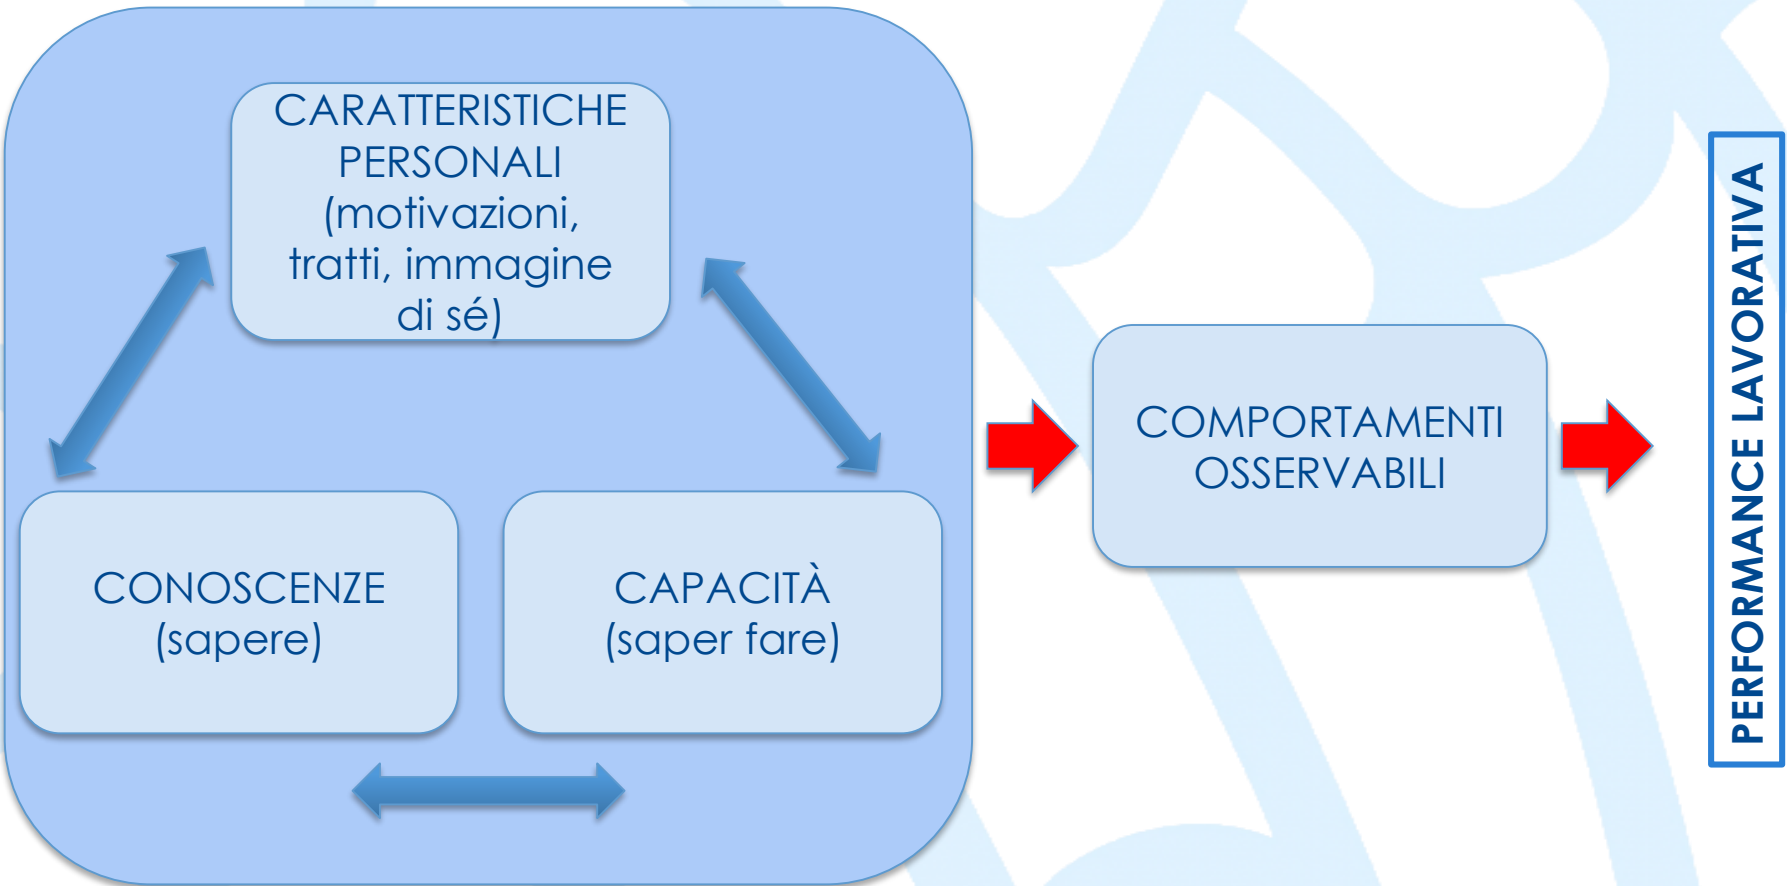 CARATTERISTICHE
PERSONALI
(motivazioni,
tratti, immagine
di sé)
CONOSCENZE
(sapere)
CAPACITÀ
(saper fare)
COMPORTAMENTI
OSSERVABILI
PERFORMANCE LAVORATIVA